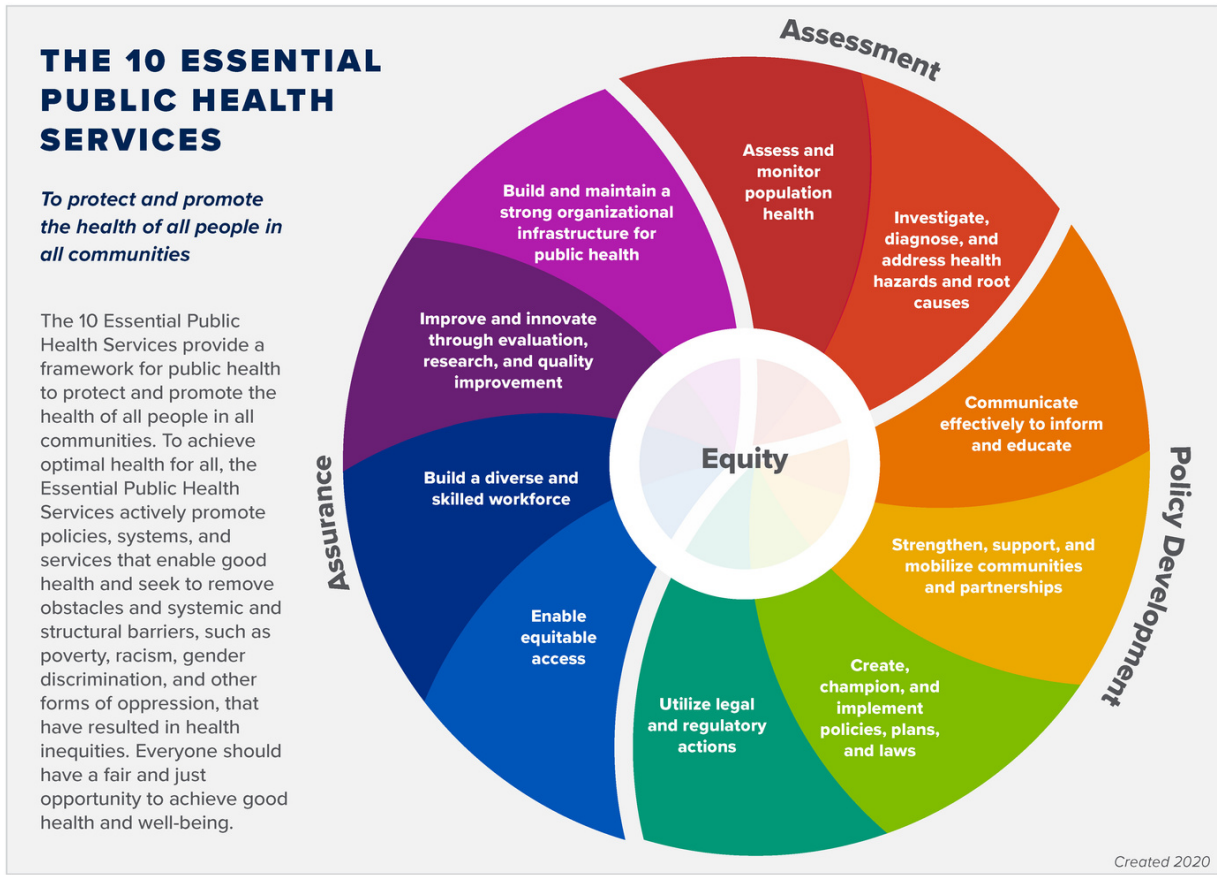 THE 10 ESSENTIAL
PUBLIC HEALTH
SERVICES
To protect and promote
the health of all people in
all communities
The 10 Essential Public
Health Services provide a
framework for public health
to protect and promote the
health of all people in all
communities. To achieve
optimal health for all, the
Essential Public Health
Services actively promote
policies, systems, and
services that enable good
health and seek to remove
obstacles and systemic and
structural barriers, such as
poverty, racism, gender
discrimination, and other
forms of oppression, that
have resulted in health
inequities. Everyone should
have a fair and just
opportunity to achieve good
health and well-being.
Assessment
Assess and
monitor
population
health
Investigate,
diagnose, and
address health
hazards and root
causes
Policy Development
Communicate
effectively to inform
and educate
Strengthen, support, and
mobilize communities
and partnerships
Create,
champion, and
implement
policies, plans,
and laws
Utilize legal
and regulatory
actions
Assurance
Enable
equitable
access
Build a diverse and
skilled workforce
Improve and innovate
through evaluation,
research, and quality
improvement
Build and maintain a
strong organizational
infrastructure for
public health
Equity
Created 2020